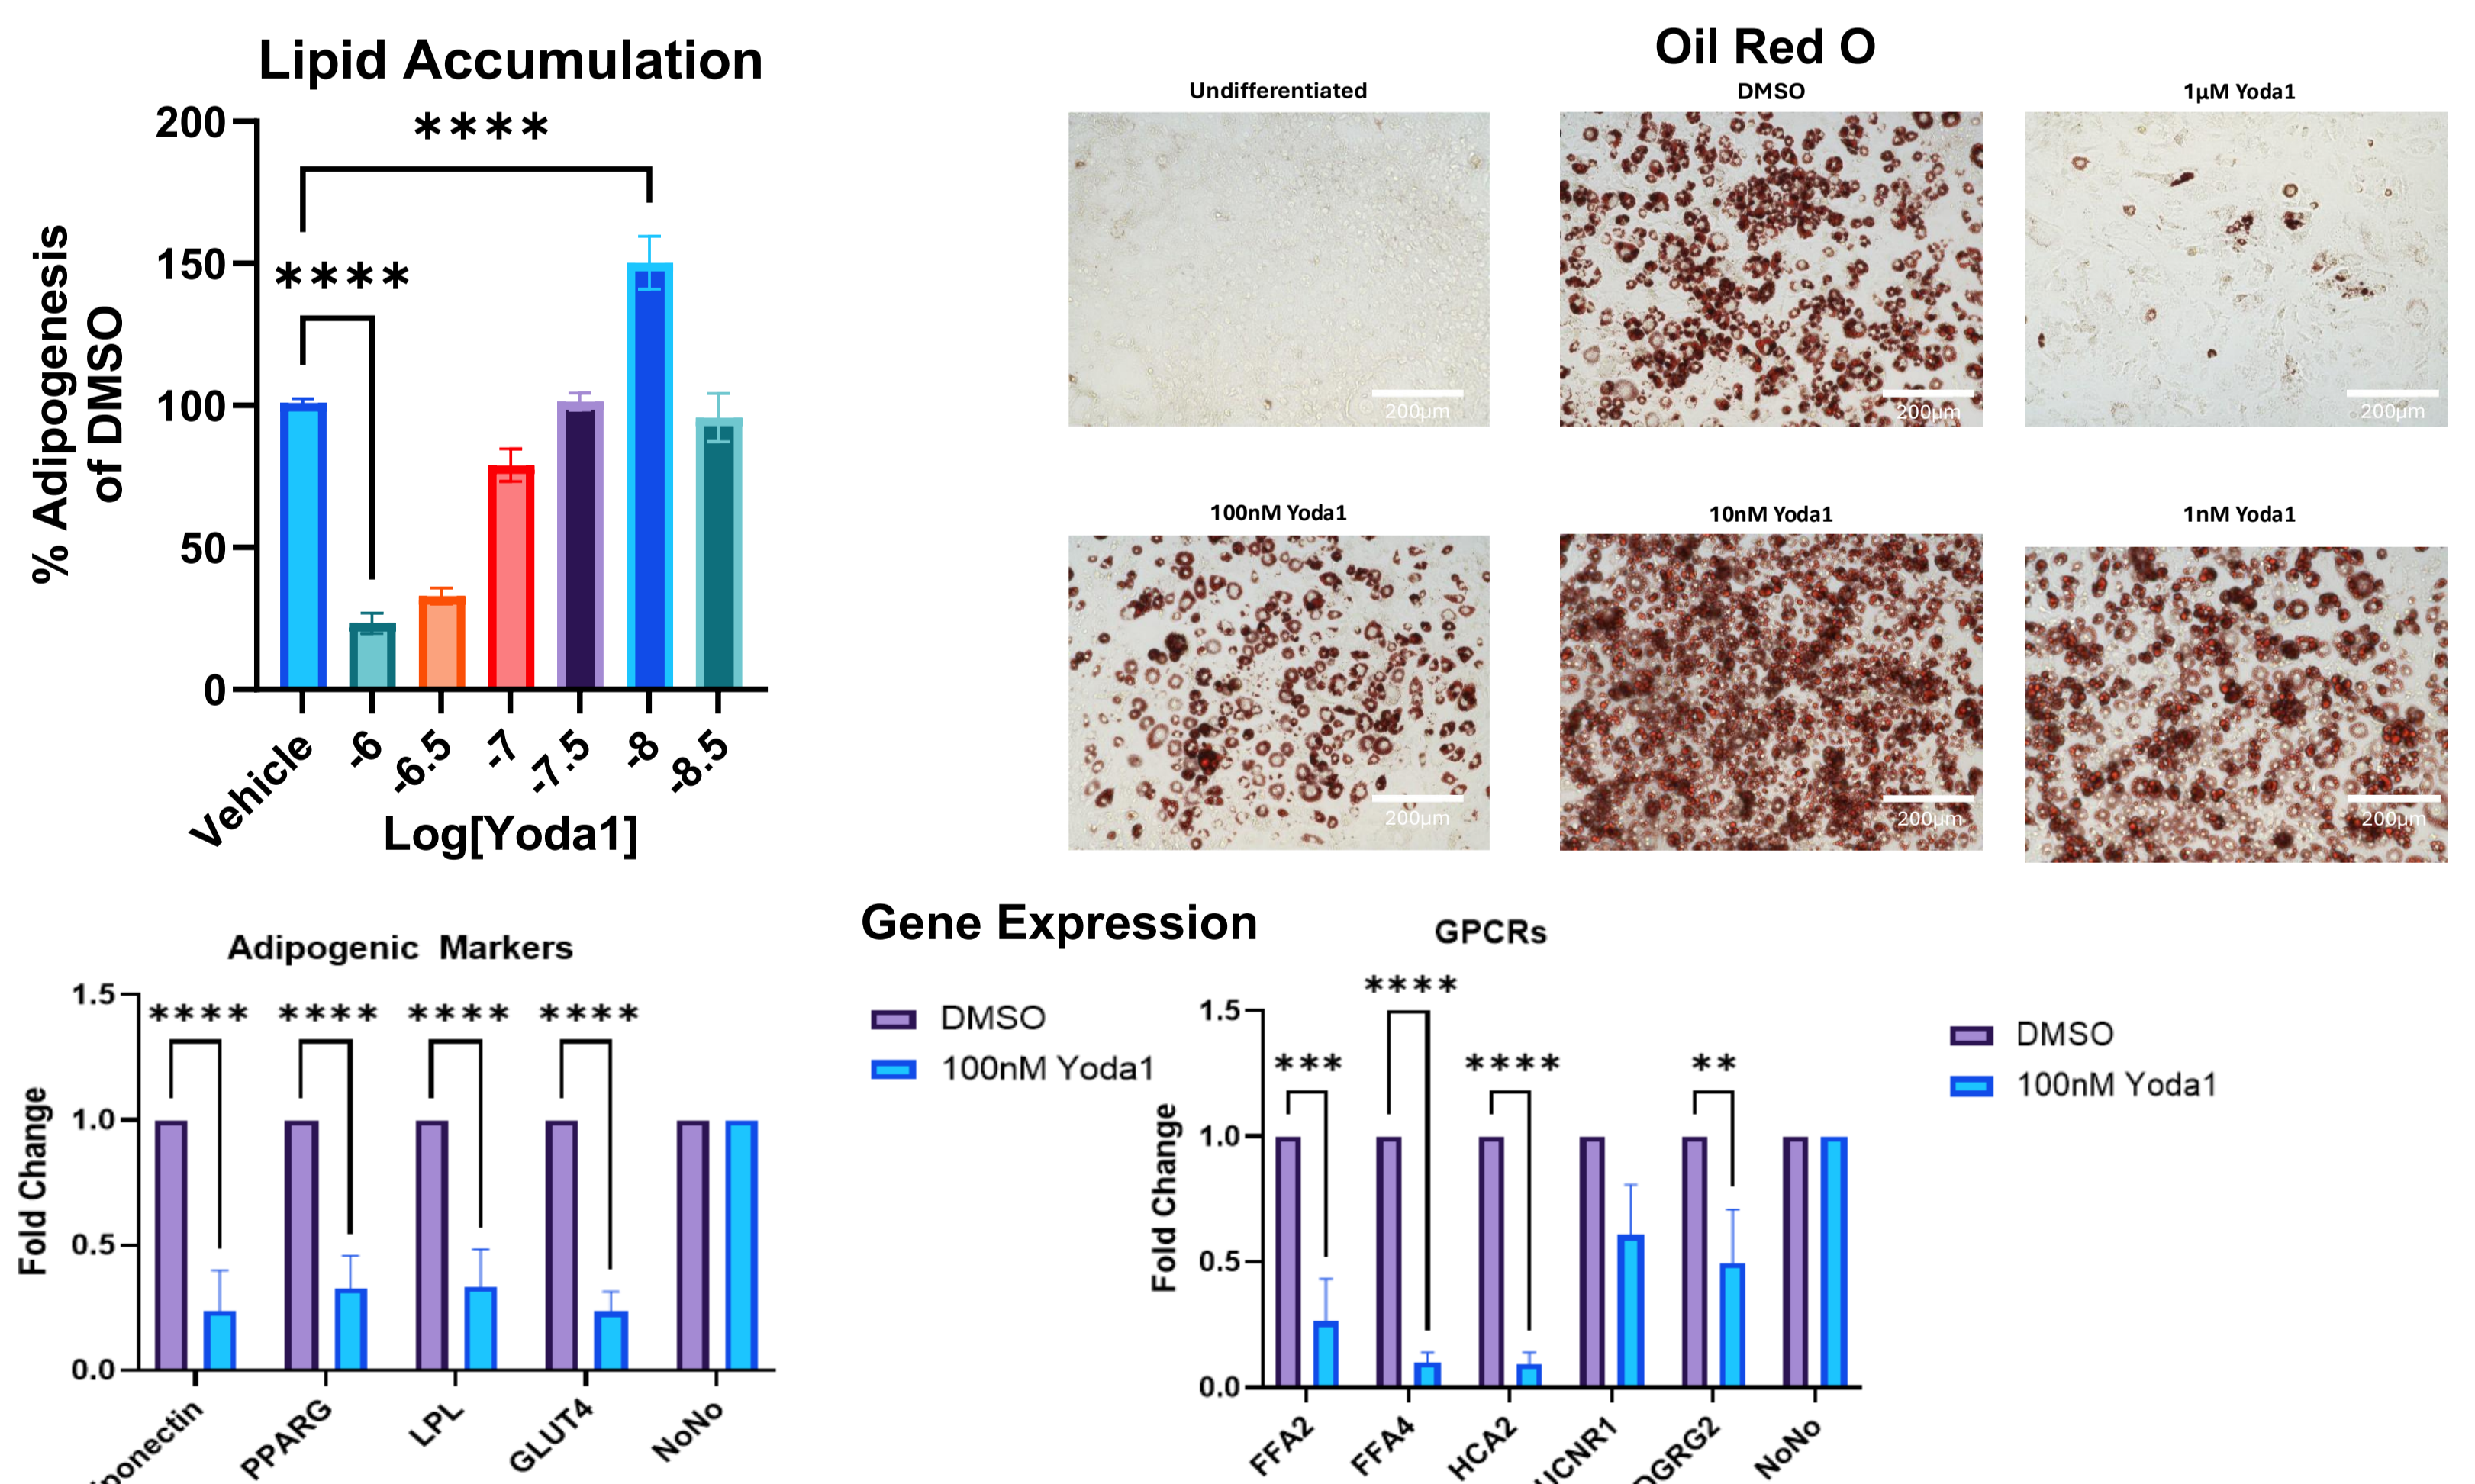 Lipid Accumulation
****
****
200
150
100
50
0
% Adipogenesis
of DMSO
Vehicle
-6
-6.5
-7
-7.5
-8
-8.5
Log[Yoda1]
Oil Red O
Undifferentiated
DMSO
1µM Yoda1
200µm
200µm
200µm
100nM Yoda1
10nM Yoda1
1nM Yoda1
200µm
200µm
200µm
Gene Expression
Adipogenic Markers
**** **** **** ****
1.5
1.0
0.5
0.0
Fold Change
ponectin
PPARG
LPL
GLUT4
NoNo
DMSO
100nM Yoda1
GPCRs
****
*** **** **
1.5
1.0
0.5
0.0
Fold Change
FFA2
FFA4
HCA2
UCNR1
DGRG2
NoNo
DMSO
100nM Yoda1